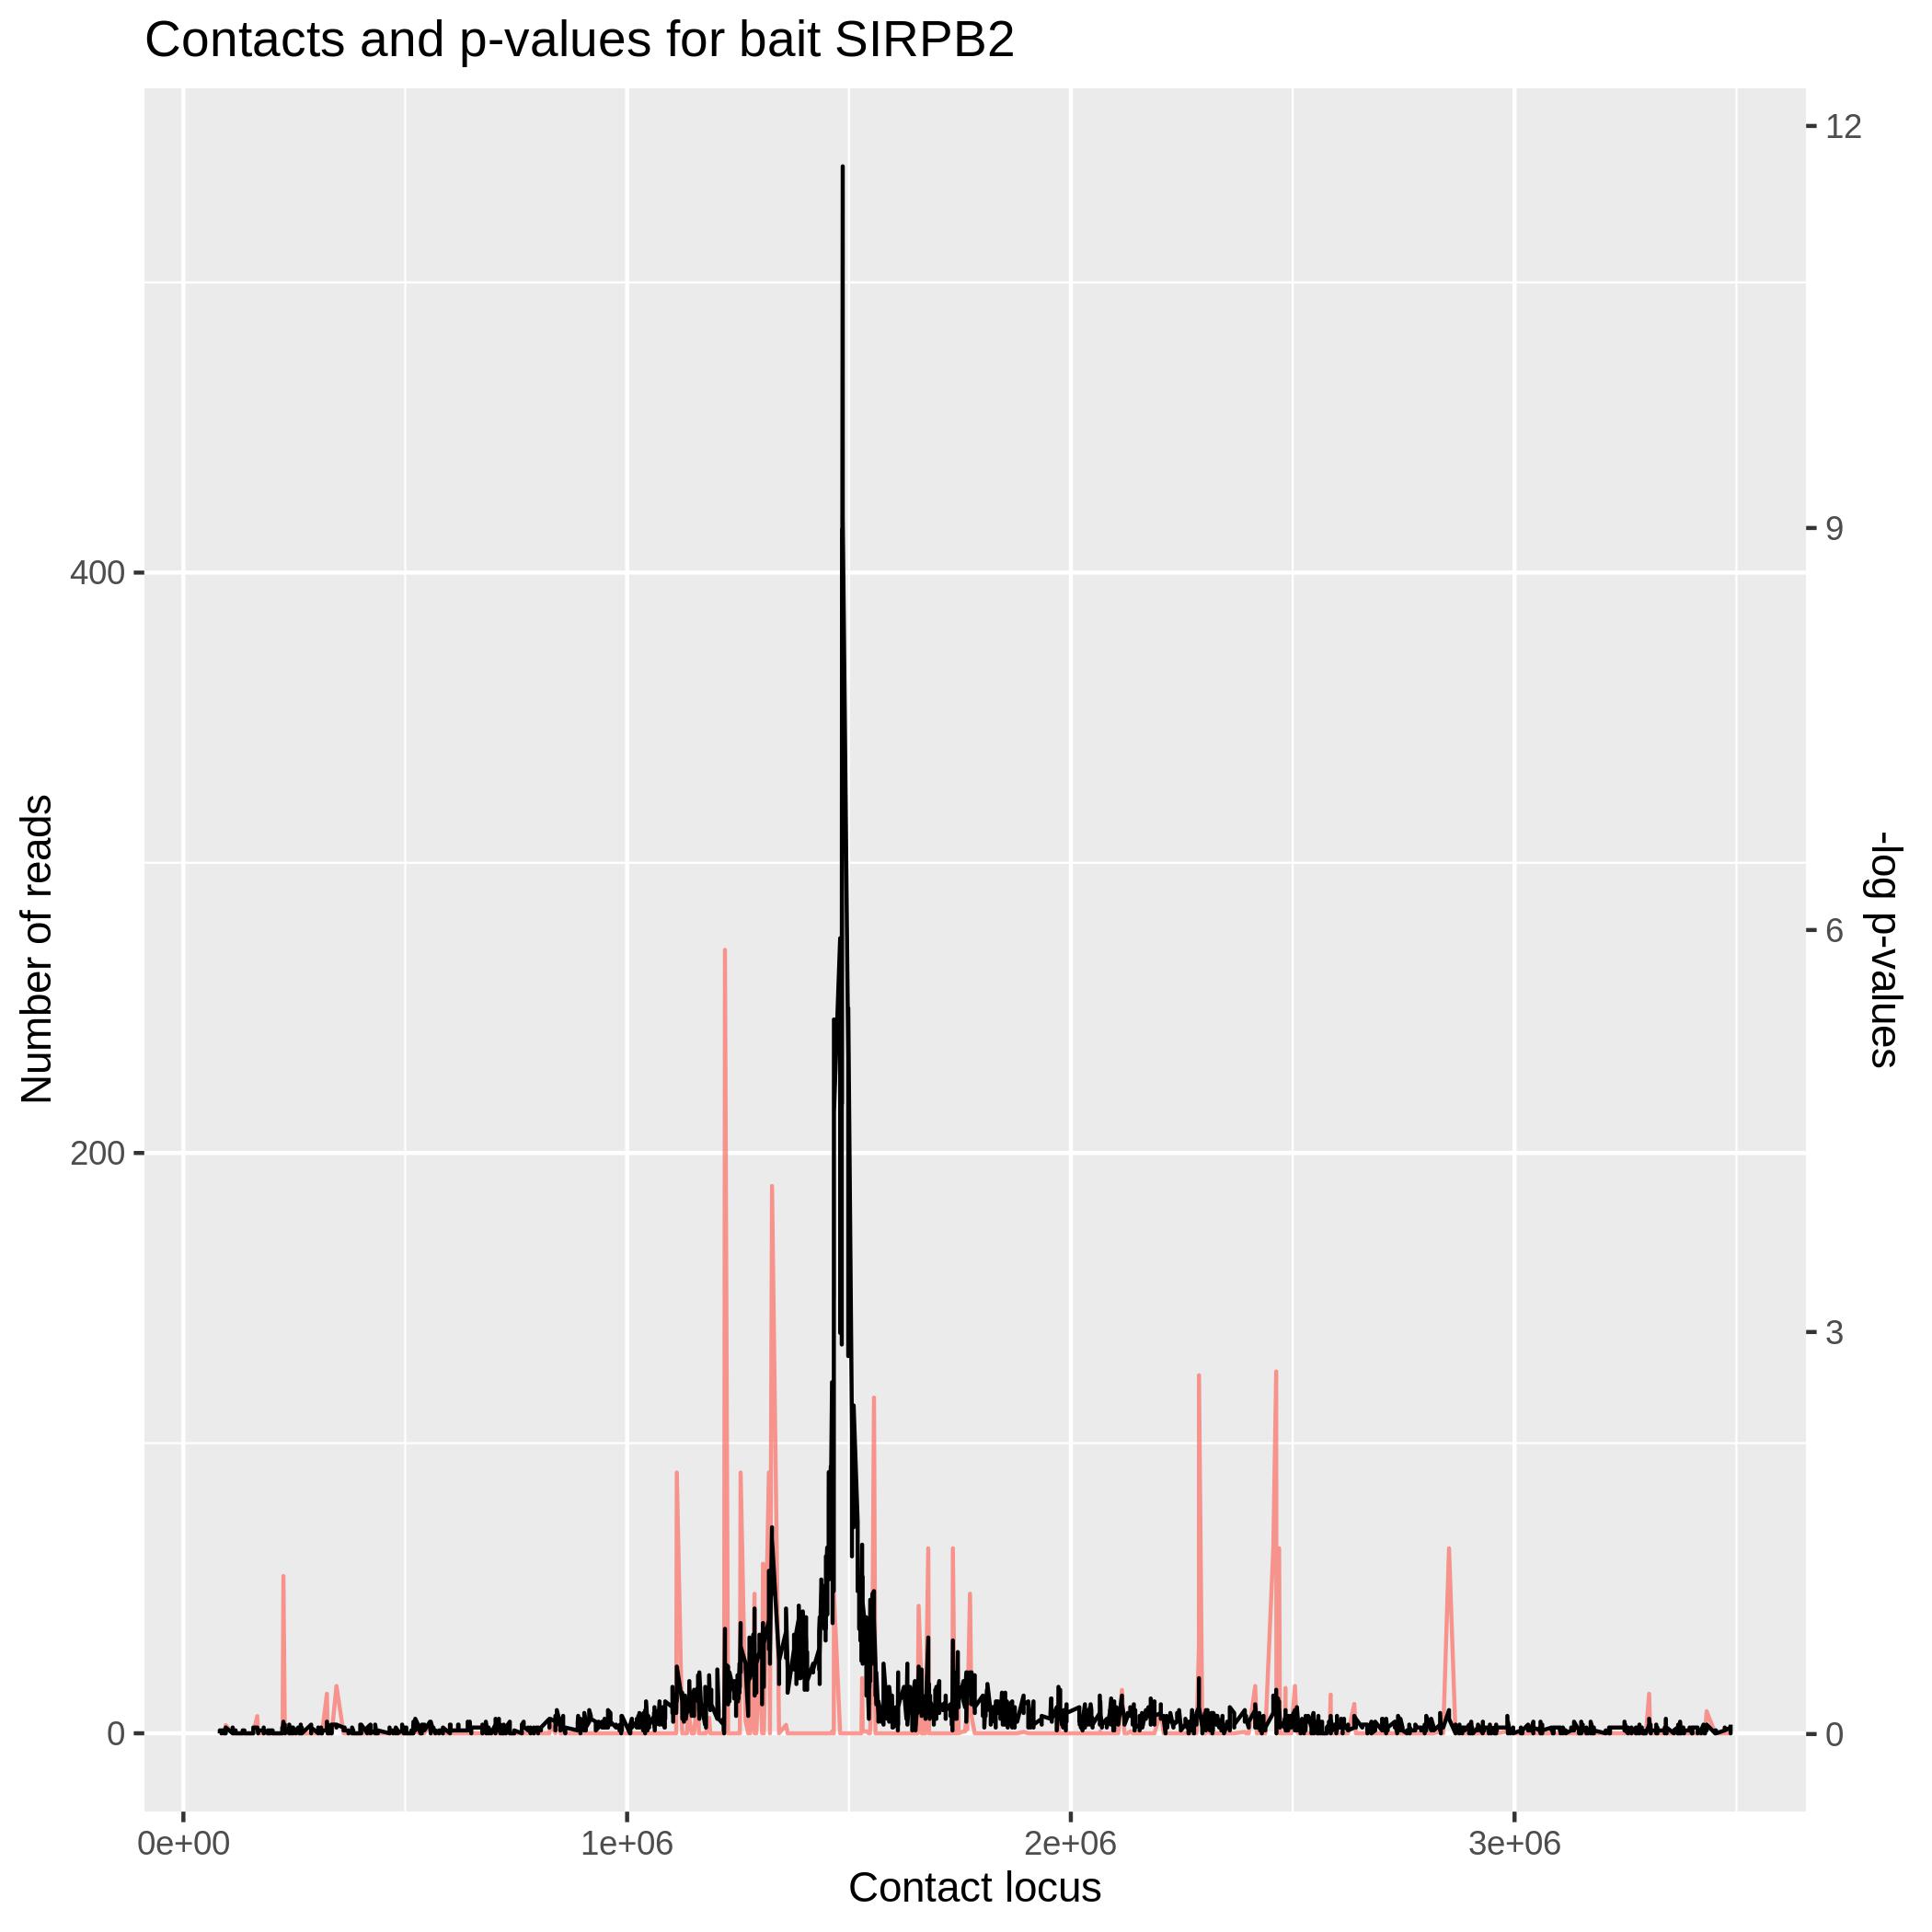 Contacts and p-values for bait SIRPB2
12
9
6
3
0
400
200
0
Number of reads
-log p-values
0e+00
1e+06
2e+06
3e+06
Contact locus